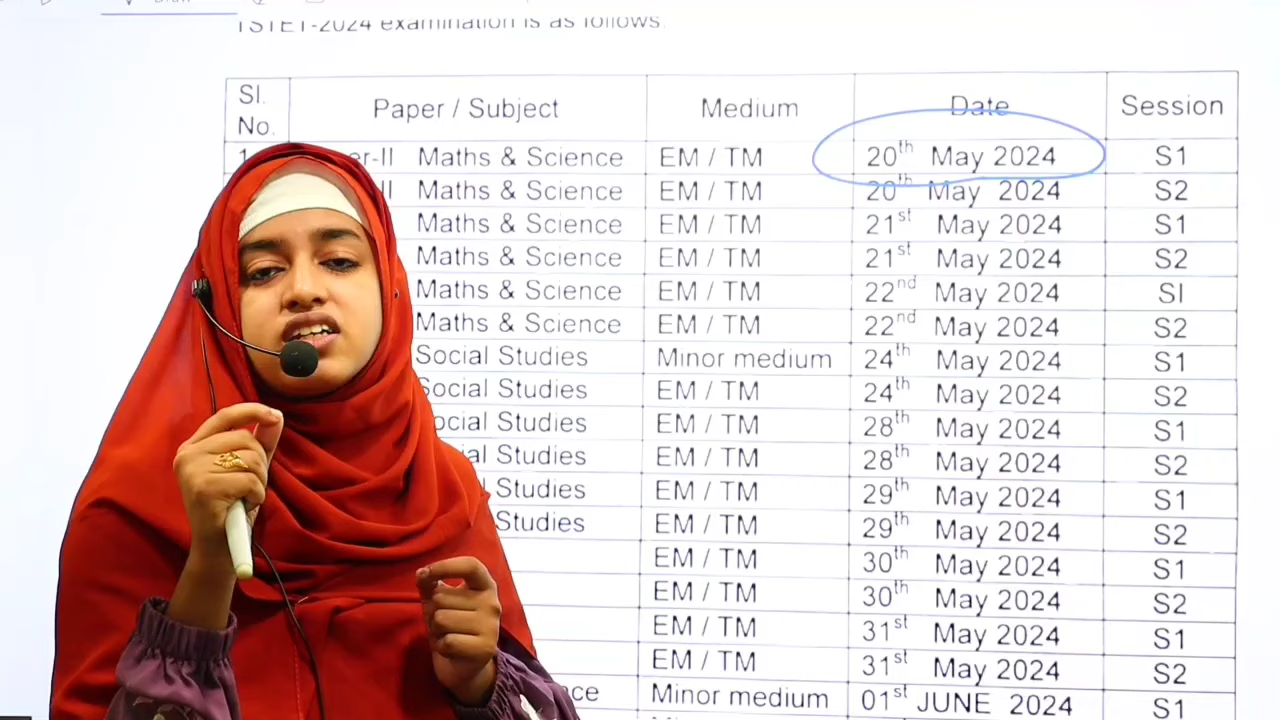 TSTET-2024 examination is as follows.
Sl. No. Paper / Subject Medium Date Session
1 er-II Maths & Science EM / TM 20th May 2024 S1
II Maths & Science EM / TM 20th May 2024 S2
Maths & Science EM / TM 21st May 2024 S1
Maths & Science EM / TM 21st May 2024 S2
Maths & Science EM / TM 22nd May 2024 SI
Maths & Science EM / TM 22nd May 2024 S2
Social Studies Minor medium 24th May 2024 S1
Social Studies EM / TM 24th May 2024 S2
ocial Studies EM / TM 28th May 2024 S1
ial Studies EM / TM 28th May 2024 S2
Studies EM / TM 29th May 2024 S1
Studies EM / TM 29th May 2024 S2
EM / TM 30th May 2024 S1
EM / TM 30th May 2024 S2
EM / TM 31st May 2024 S1
EM / TM 31st May 2024 S2
ce Minor medium 01st JUNE 2024 S1